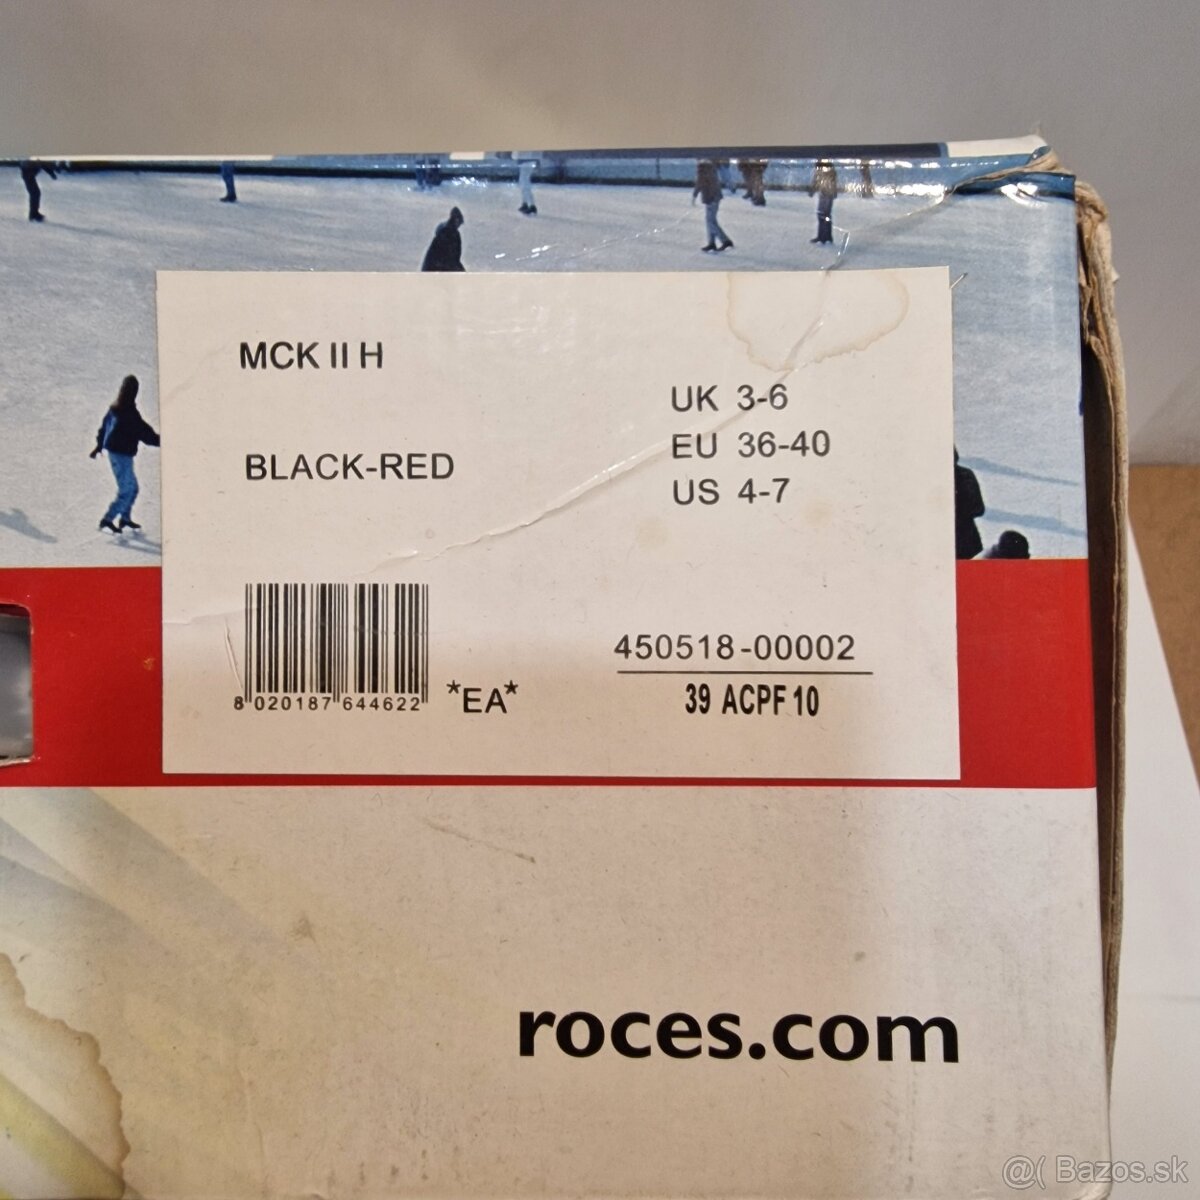 MCK II H
BLACK-RED
UK 3-6
EU 36-40
US 4-7
8 020187 644622
*EA*
450518-00002
39 ACPF 10
roces.com
@( Bazos.sk